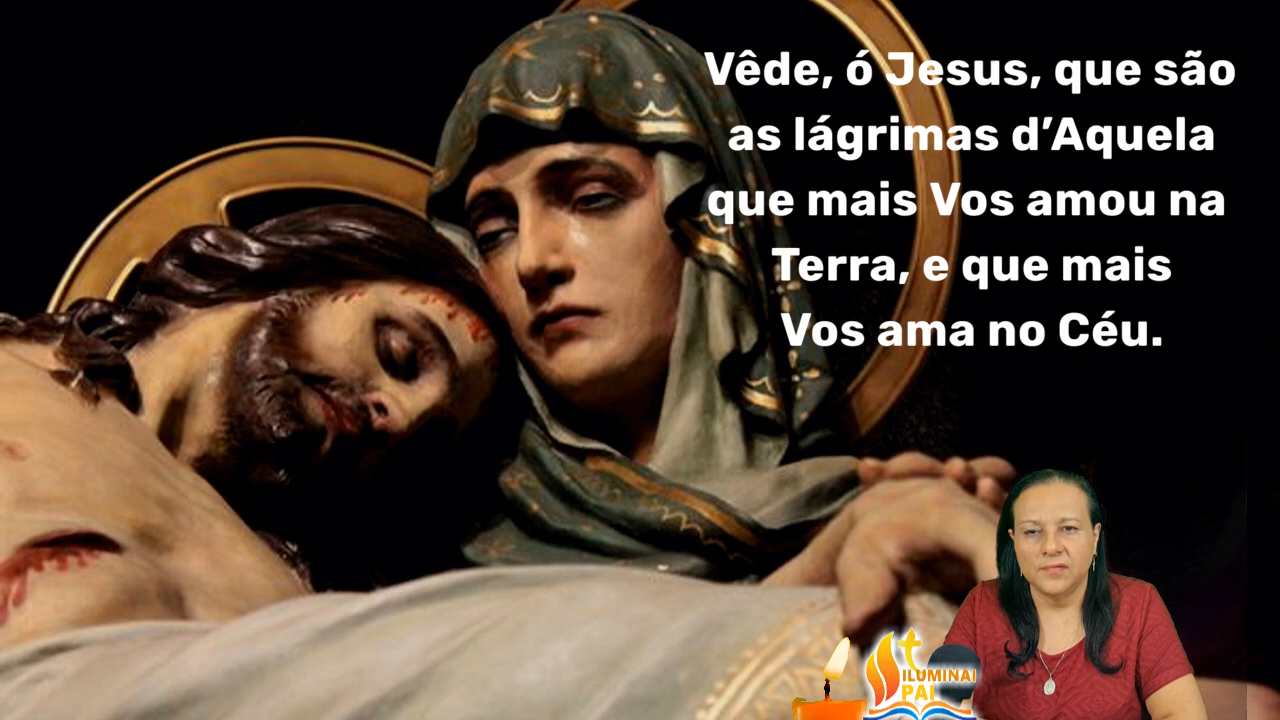 Vêde, ó Jesus, que são
as lágrimas d’Aquela
que mais Vos amou na
Terra, e que mais
Vos ama no Céu.
ILUMINAI
PAI